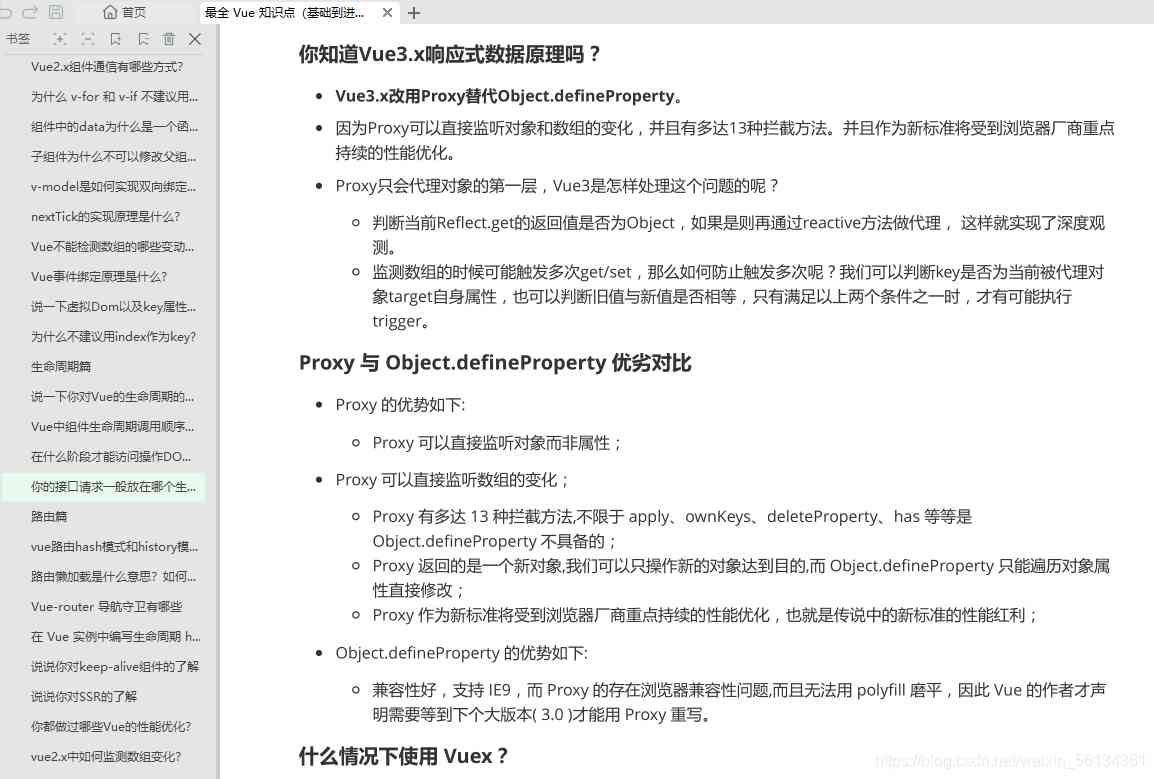 首页
最全 Vue 知识点（基础到进...
书签
Vue2.x组件通信有哪些方式?
为什么 v-for 和 v-if 不建议用...
组件中的data为什么是一个函...
子组件为什么不可以修改父组...
v-model是如何实现双向绑定...
nextTick的实现原理是什么?
Vue不能检测数组的哪些变动...
Vue事件绑定原理是什么?
说一下虚拟Dom以及key属性...
为什么不建议用index作为key?
生命周期篇
说一下你对Vue的生命周期的...
Vue中组件生命周期调用顺序...
在什么阶段才能访问操作DO...
你的接口请求一般放在哪个生...
路由篇
vue路由hash模式和history模...
路由懒加载是什么意思？如何...
Vue-router 导航守卫有哪些
在 Vue 实例中编写生命周期 h...
说说你对keep-alive组件的了解
说说你对SSR的了解
你都做过哪些Vue的性能优化?
vue2.x中如何监测数组变化?
你知道Vue3.x响应式数据原理吗？
Vue3.x改用Proxy替代Object.defineProperty。
因为Proxy可以直接监听对象和数组的变化，并且有多达13种拦截方法。并且作为新标准将受到浏览器厂商重点
持续的性能优化。
Proxy只会代理对象的第一层，Vue3是怎样处理这个问题的呢？
判断当前Reflect.get的返回值是否为Object，如果是则再通过reactive方法做代理， 这样就实现了深度观
测。
监测数组的时候可能触发多次get/set，那么如何防止触发多次呢？我们可以判断key是否为当前被代理对
象target自身属性，也可以判断旧值与新值是否相等，只有满足以上两个条件之一时，才有可能执行
trigger。
Proxy 与 Object.defineProperty 优劣对比
Proxy 的优势如下:
Proxy 可以直接监听对象而非属性；
Proxy 可以直接监听数组的变化；
Proxy 有多达 13 种拦截方法,不限于 apply、ownKeys、deleteProperty、has 等等是
Object.defineProperty 不具备的；
Proxy 返回的是一个新对象,我们可以只操作新的对象达到目的,而 Object.defineProperty 只能遍历对象属
性直接修改；
Proxy 作为新标准将受到浏览器厂商重点持续的性能优化，也就是传说中的新标准的性能红利；
Object.defineProperty 的优势如下:
兼容性好，支持 IE9，而 Proxy 的存在浏览器兼容性问题,而且无法用 polyfill 磨平，因此 Vue 的作者才声
明需要等到下个大版本( 3.0 )才能用 Proxy 重写。
什么情况下使用 Vuex？
https://blog.csdn.net/weixin_56134381